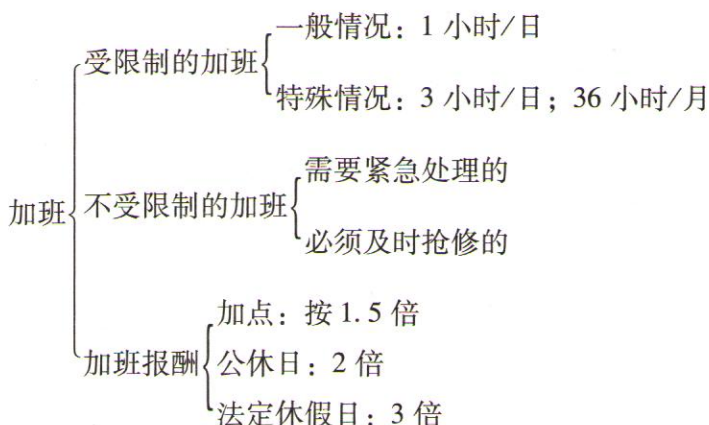 加班
受限制的加班
一般情况：1 小时/日
特殊情况：3 小时/日；36 小时/月
不受限制的加班
需要紧急处理的
必须及时抢修的
加班报酬
加点：按 1.5 倍
公休日：2 倍
法定休假日：3 倍